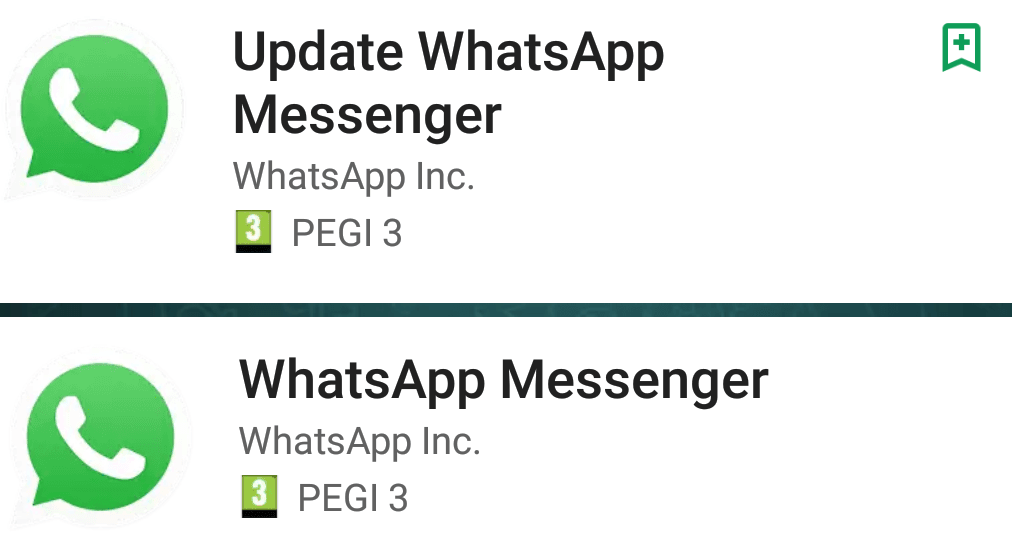 Update WhatsApp
Messenger
WhatsApp Inc.
3 PEGI 3
WhatsApp Messenger
WhatsApp Inc.
3 PEGI 3